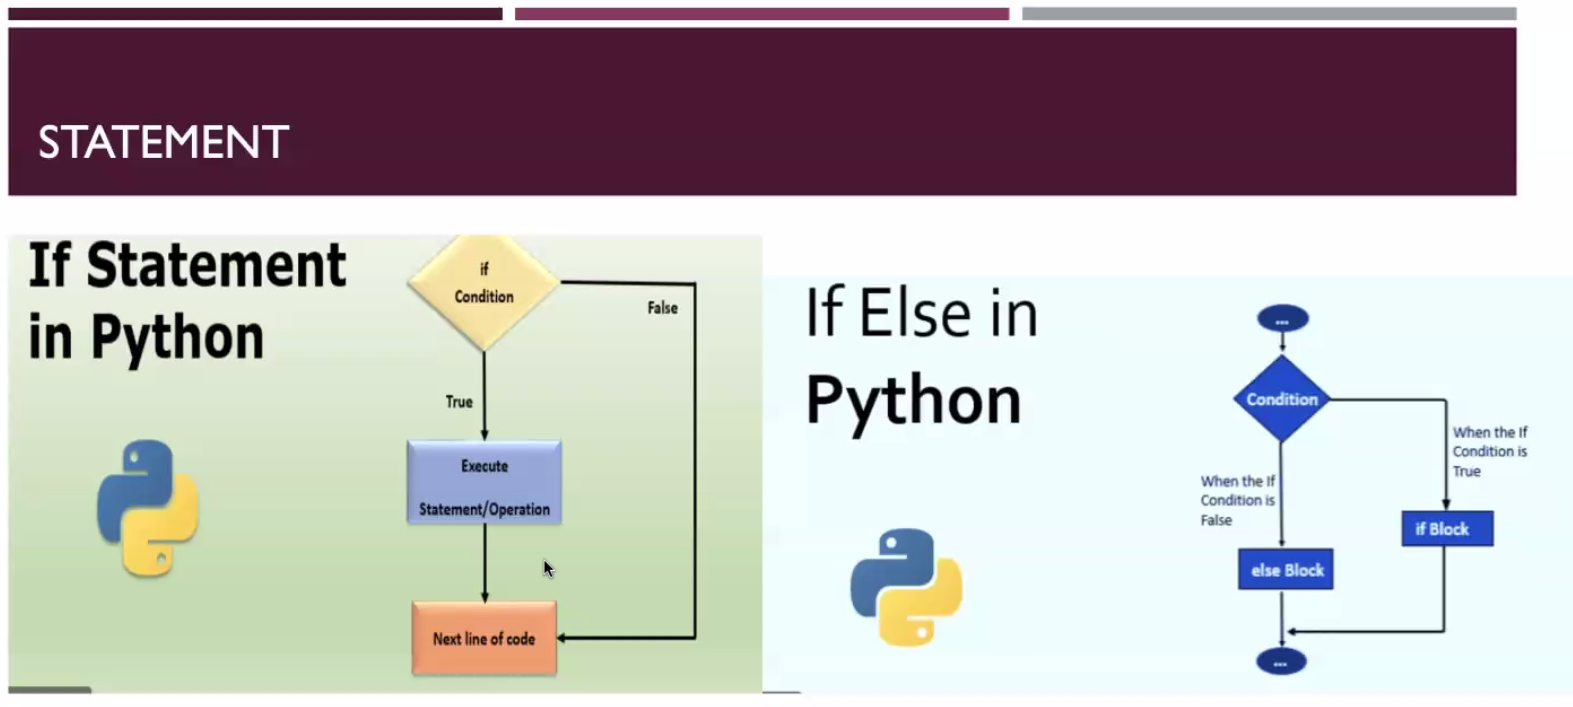 STATEMENT
If Statement
in Python
if
Condition
False
True
Execute
Statement/Operation
Next line of code
If Else in
Python
...
Condition
When the If
Condition is
True
When the If
Condition is
False
if Block
else Block
...